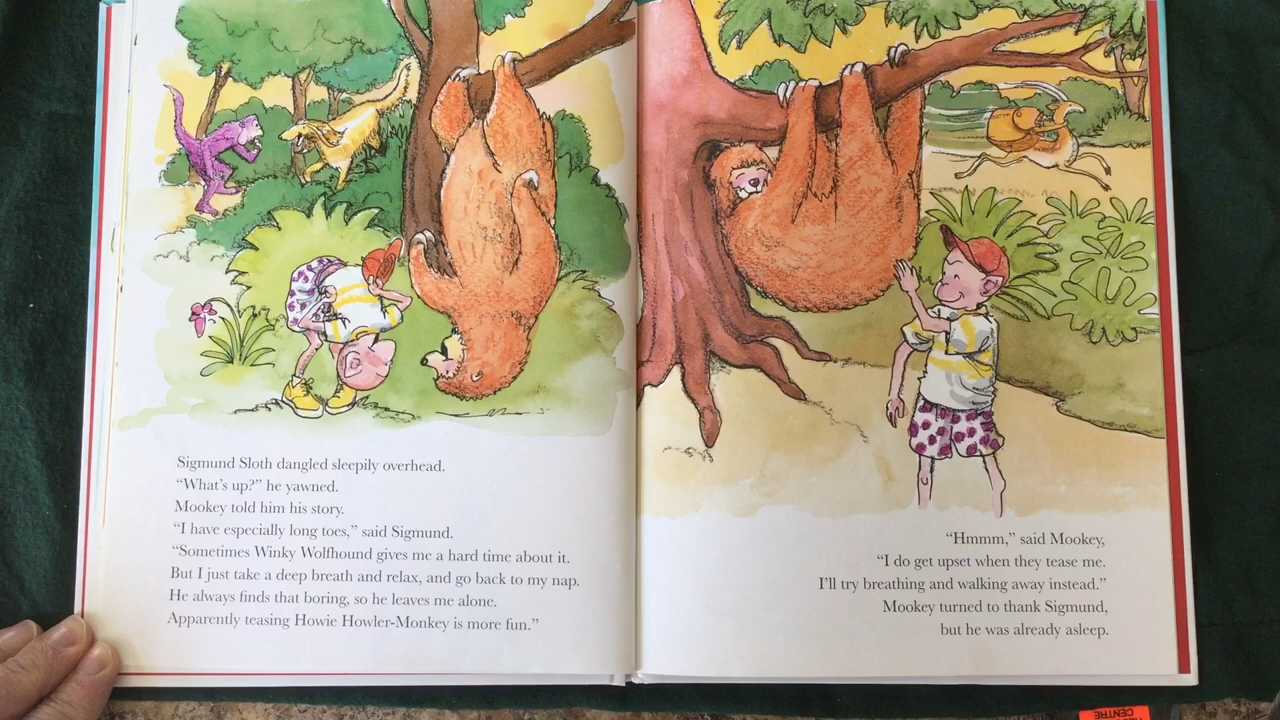 Sigmund Sloth dangled sleepily overhead.
“What’s up?” he yawned.
Mookey told him his story.
“I have especially long toes,” said Sigmund.
“Sometimes Winky Wolfhound gives me a hard time about it.
But I just take a deep breath and relax, and go back to my nap.
He always finds that boring, so he leaves me alone.
Apparently teasing Howie Howler-Monkey is more fun.”
“Hmmm,” said Mookey,
“I do get upset when they tease me.
I’ll try breathing and walking away instead.”
Mookey turned to thank Sigmund,
but he was already asleep.
CENTRE